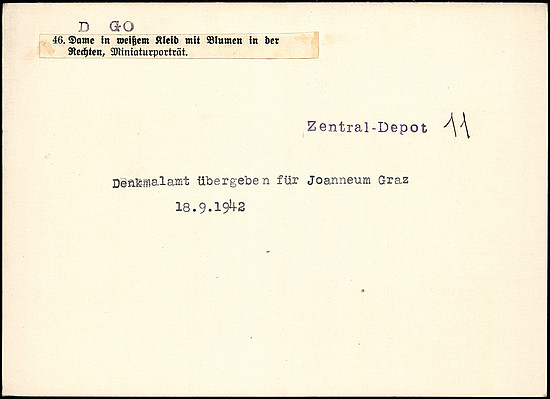 D GO
46. Dame in weißem Kleid mit Blumen in der
Rechten, Miniaturporträt.
Zentral-Depot 11
Denkmalamt übergeben für Joanneum Graz
18.9.1942